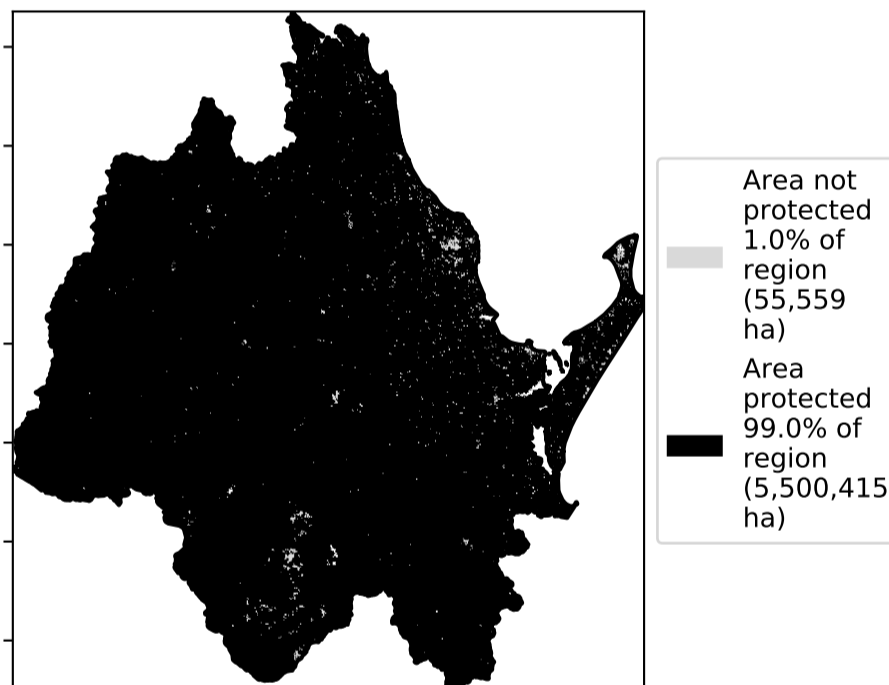 Area not
protected
1.0% of
region
(55,559
ha)
Area
protected
99.0% of
region
(5,500,415
ha)